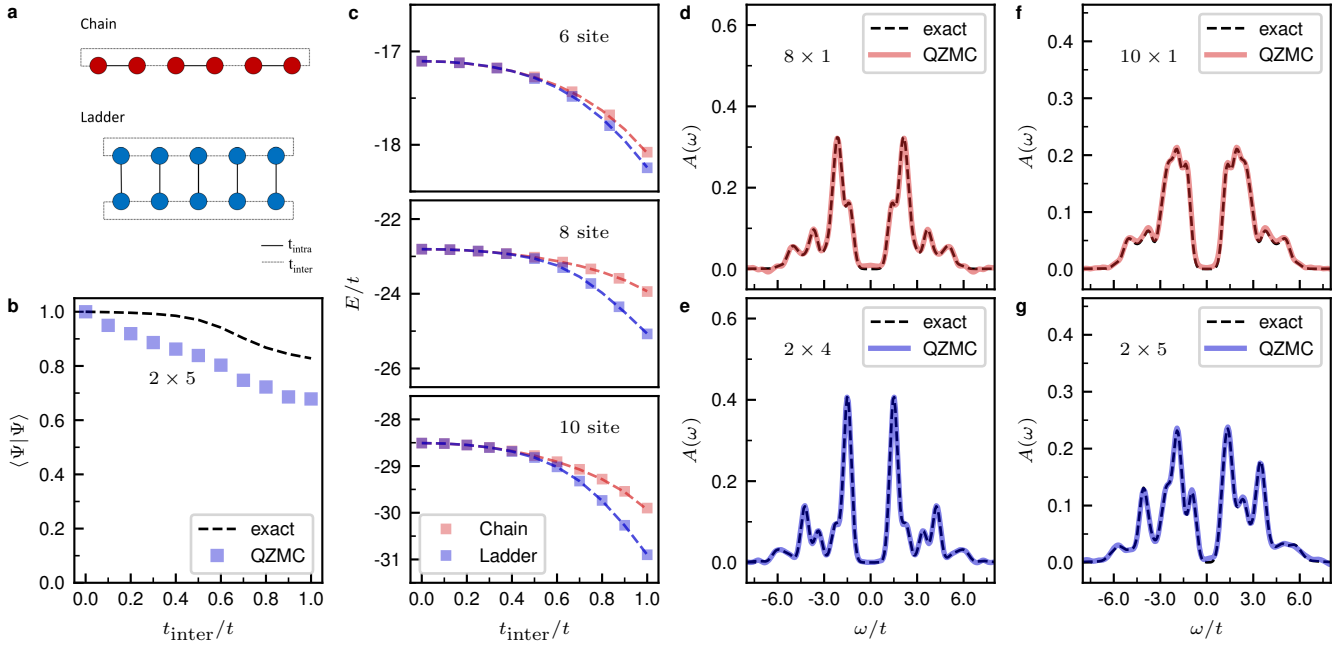 a
Chain
Ladder
t_intra
t_inter
b
1.0
0.8
0.6
0.4
0.2
0.0
⟨Ψ|Ψ⟩
2 × 5
exact
QZMC
0.0 0.2 0.4 0.6 0.8 1.0
t_inter/t
c
6 site
-17
-18
8 site
-22
-23
-24
-25
-26
E/t
10 site
-28
-29
-30
-31
Chain
Ladder
0.0 0.2 0.4 0.6 0.8 1.0
t_inter/t
d
exact
QZMC
8 × 1
0.6
0.4
0.2
0.0
A(ω)
e
exact
QZMC
2 × 4
0.6
0.4
0.2
0.0
A(ω)
-6.0 -3.0 0.0 3.0 6.0
ω/t
f
exact
QZMC
10 × 1
0.4
0.3
0.2
0.1
0.0
A(ω)
g
exact
QZMC
2 × 5
0.4
0.3
0.2
0.1
0.0
A(ω)
-6.0 -3.0 0.0 3.0 6.0
ω/t